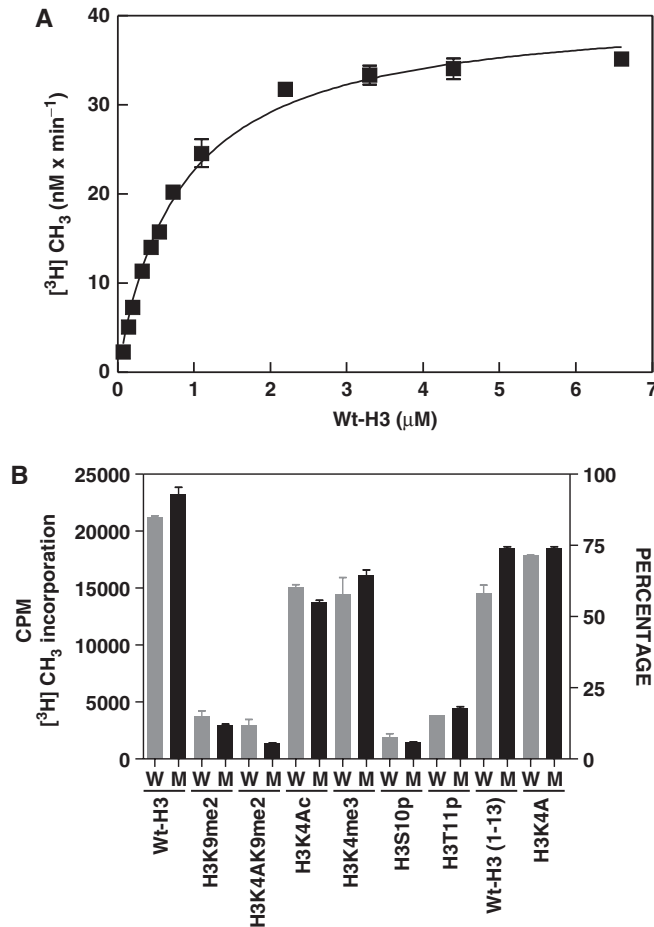 A
40
30
20
10
0
[³H] CH₃ (nM x min⁻¹)
0 1 2 3 4 5 6 7
Wt-H3 (μM)
B
25000
20000
15000
10000
5000
0
CPM
[³H] CH₃ incorporation
100
75
50
25
0
PERCENTAGE
W M W M W M W M W M W M W M W M W M
Wt-H3
H3K9me2
H3K4AK9me2
H3K4Ac
H3K4me3
H3S10p
H3T11p
Wt-H3 (1-13)
H3K4A